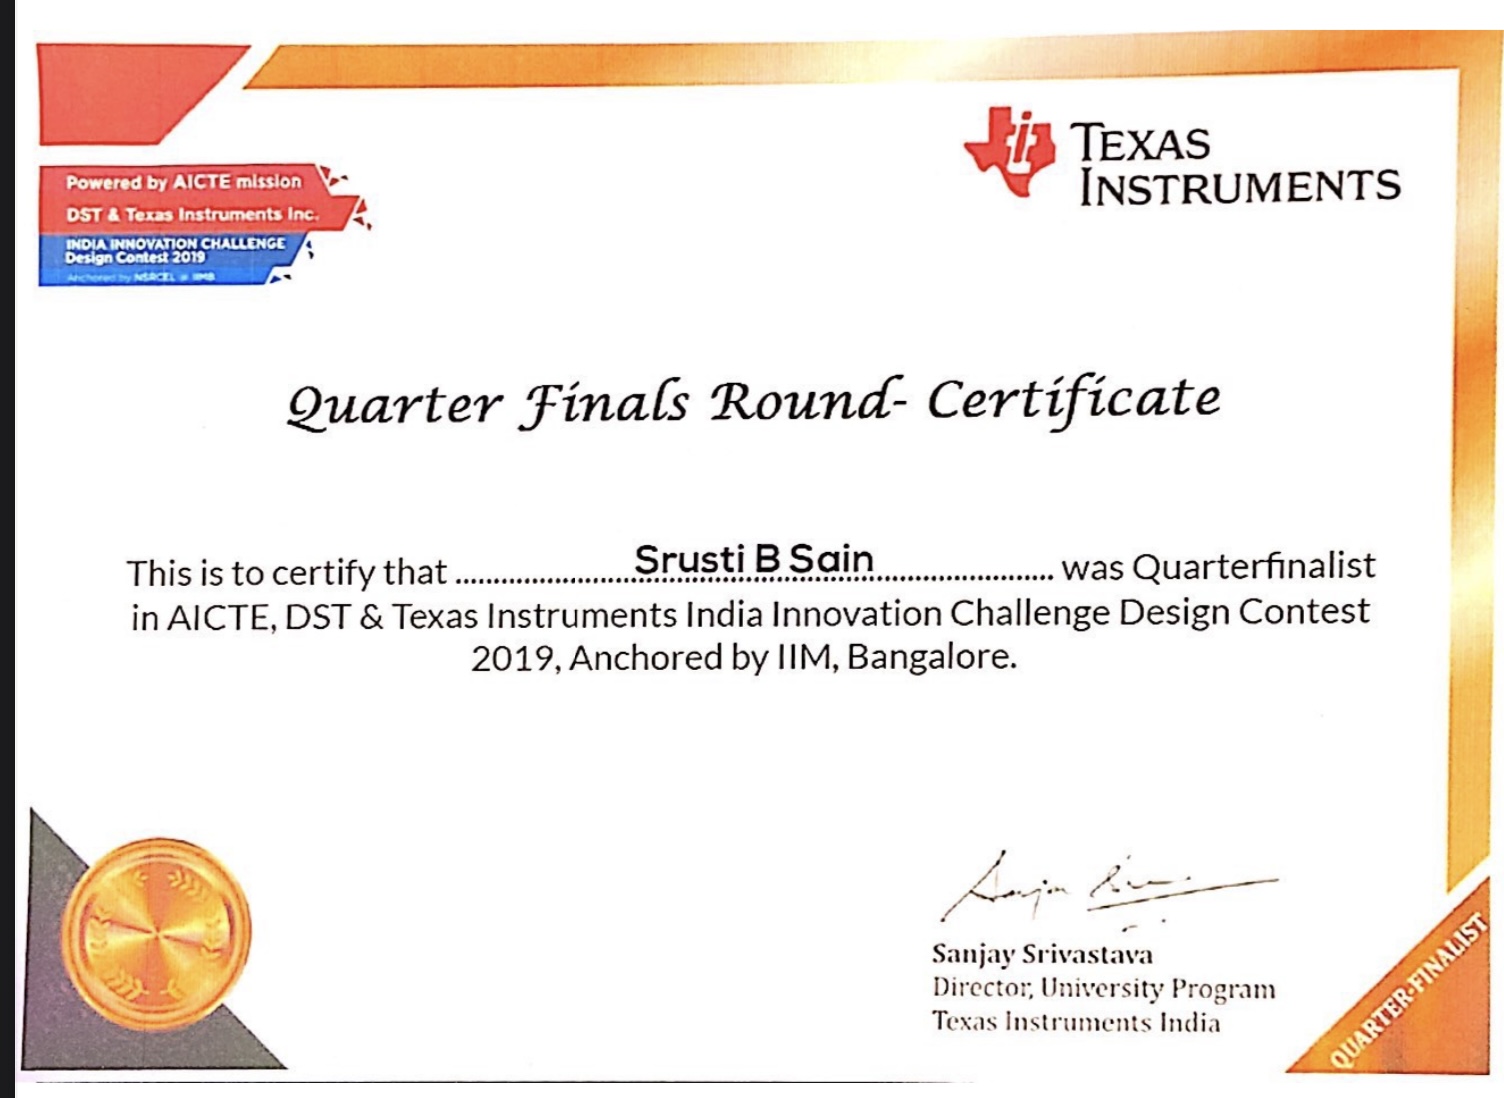 Powered by AICTE mission
DST & Texas Instruments Inc.
INDIA INNOVATION CHALLENGE
Design Contest 2019
Anchored by NSRCEL @ IIMB
TEXAS
INSTRUMENTS
Quarter Finals Round- Certificate
This is to certify that ........Srusti B Sain........ was Quarterfinalist
in AICTE, DST & Texas Instruments India Innovation Challenge Design Contest
2019, Anchored by IIM, Bangalore.
Sanjay Srivastava
Director, University Program
Texas Instruments India
QUARTER-FINALIST